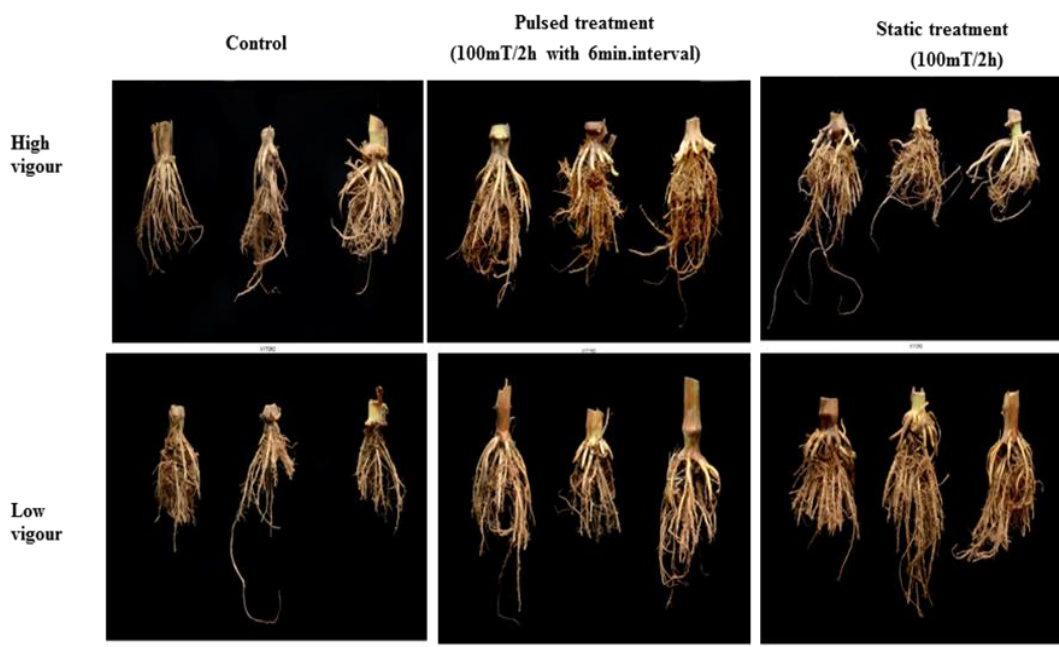 Control
Pulsed treatment
(100mT/2h with 6min.interval)
Static treatment
(100mT/2h)
High
vigour
Low
vigour